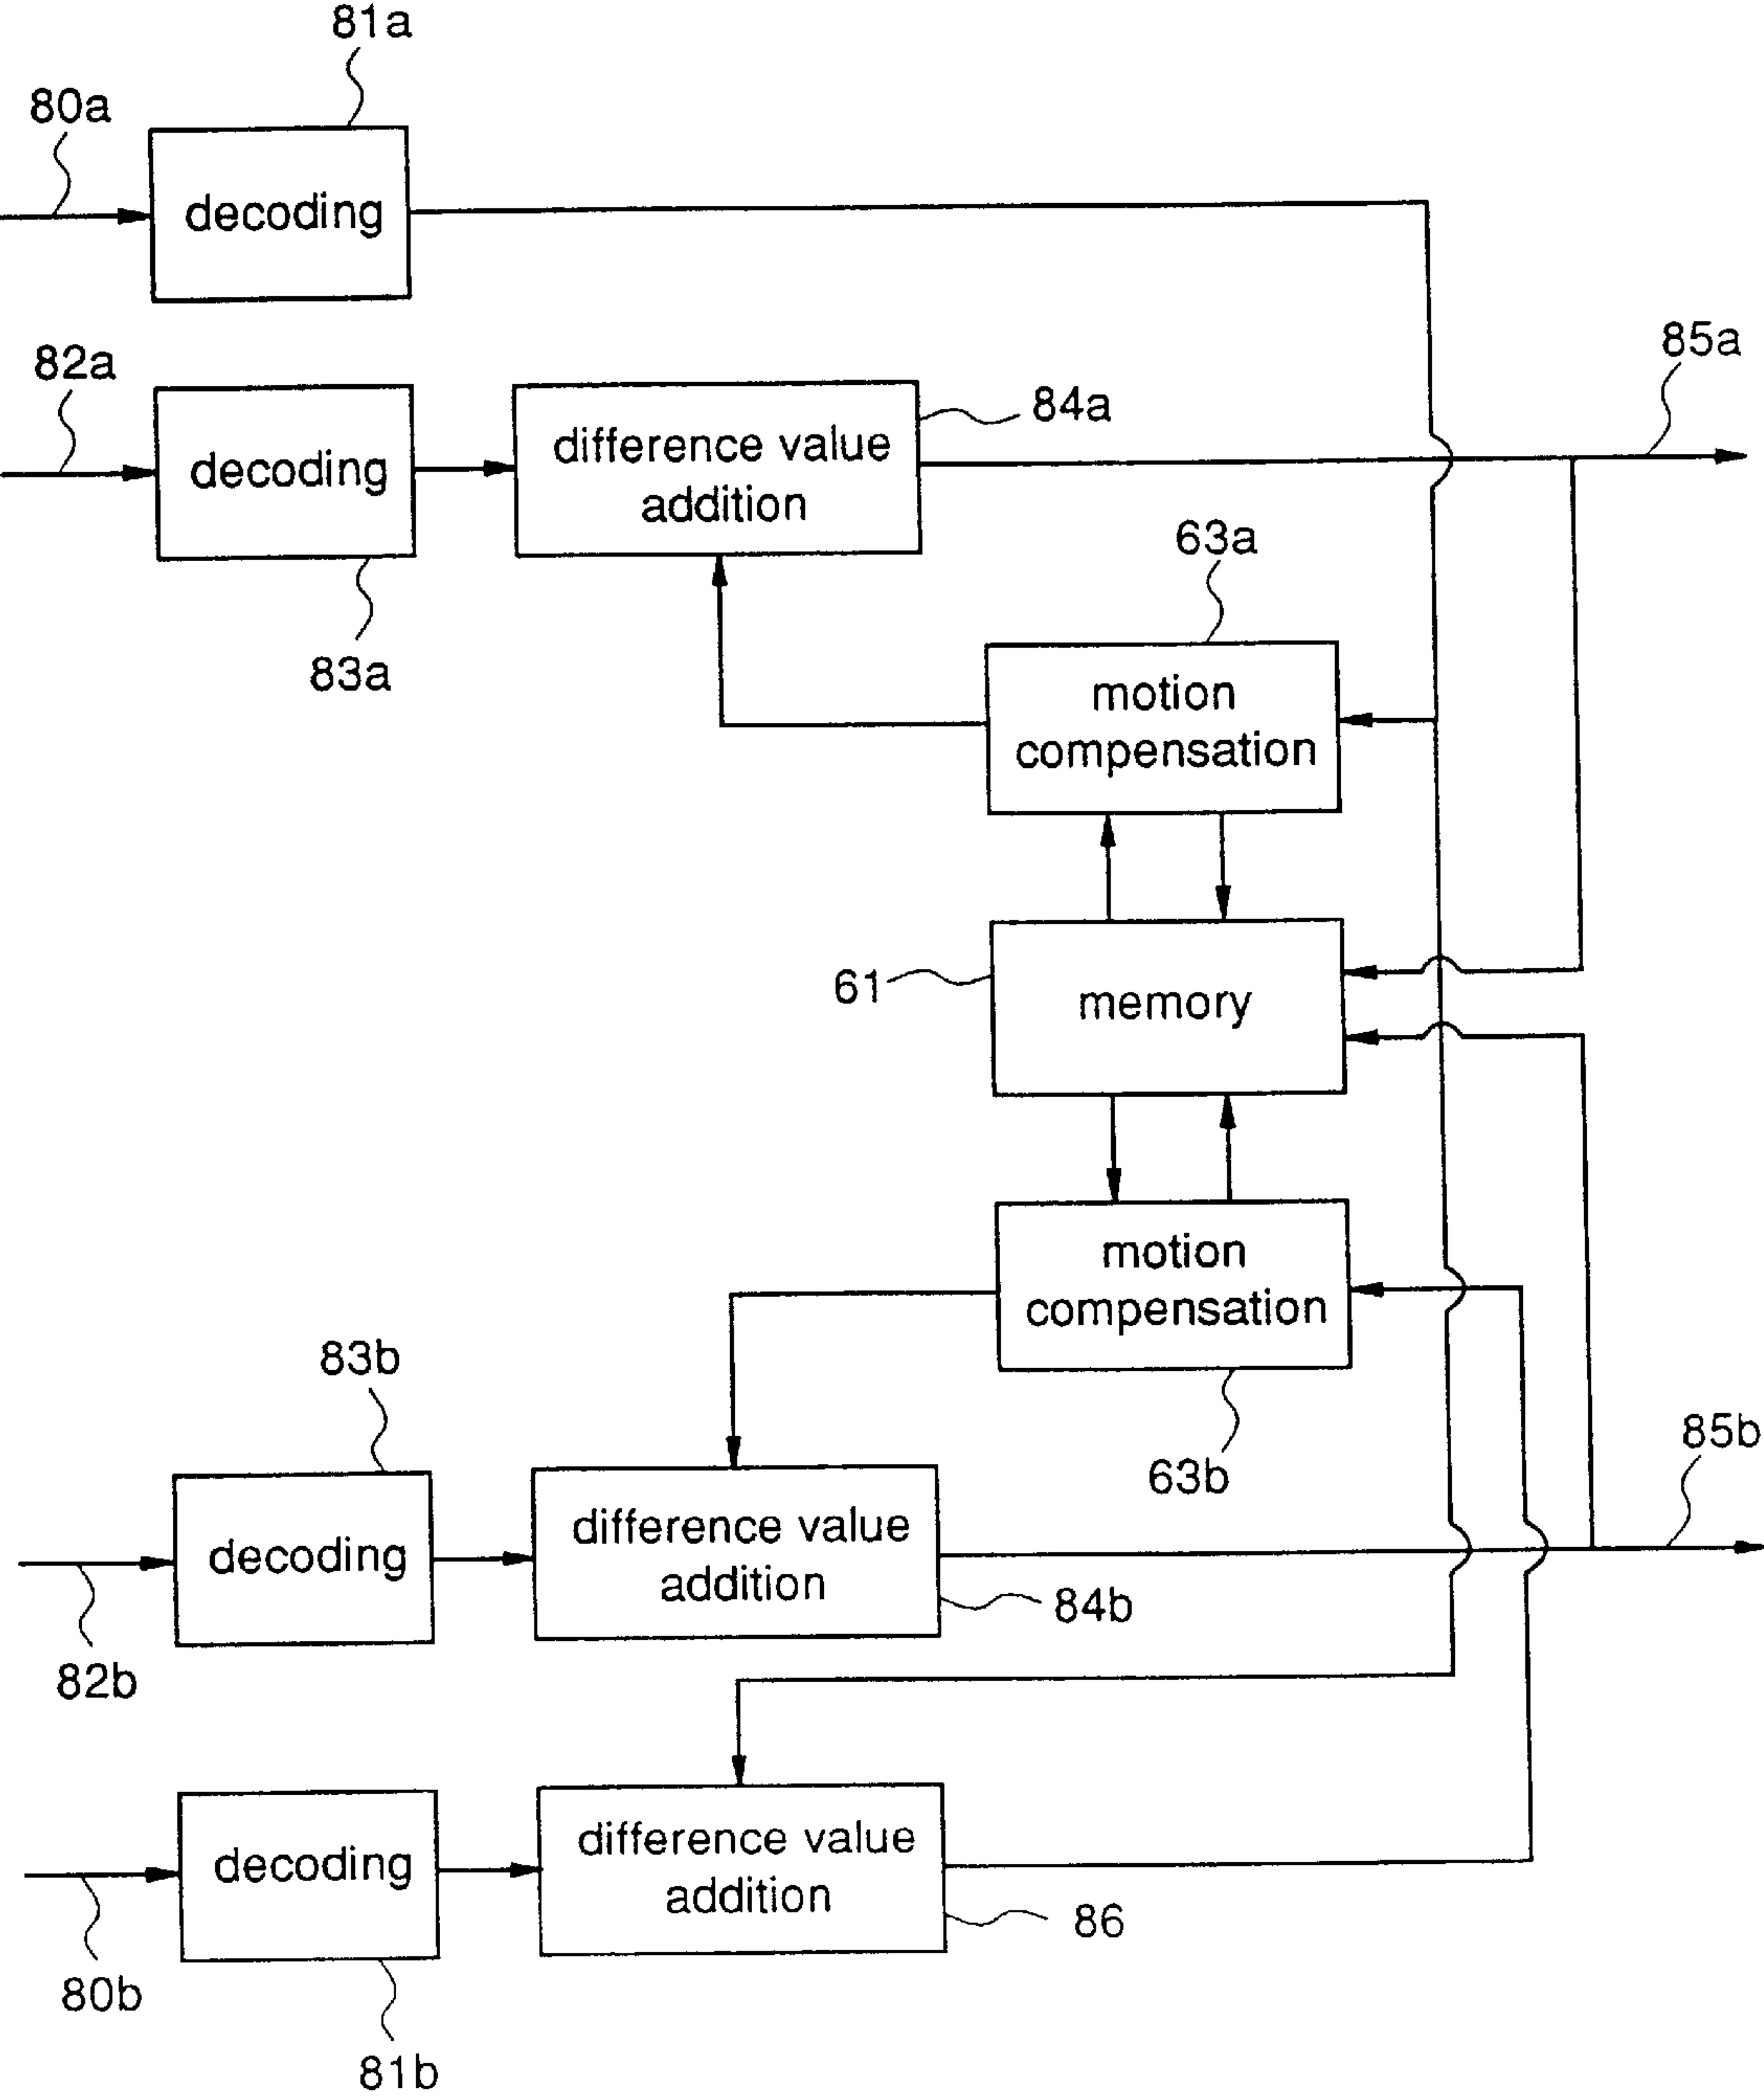 81a
80a
decoding
85a
82a
84a
difference value
addition
decoding
63a
83a
motion
compensation
61
memory
motion
compensation
83b
85b
63b
difference value
addition
decoding
84b
82b
difference value
addition
decoding
86
80b
81b